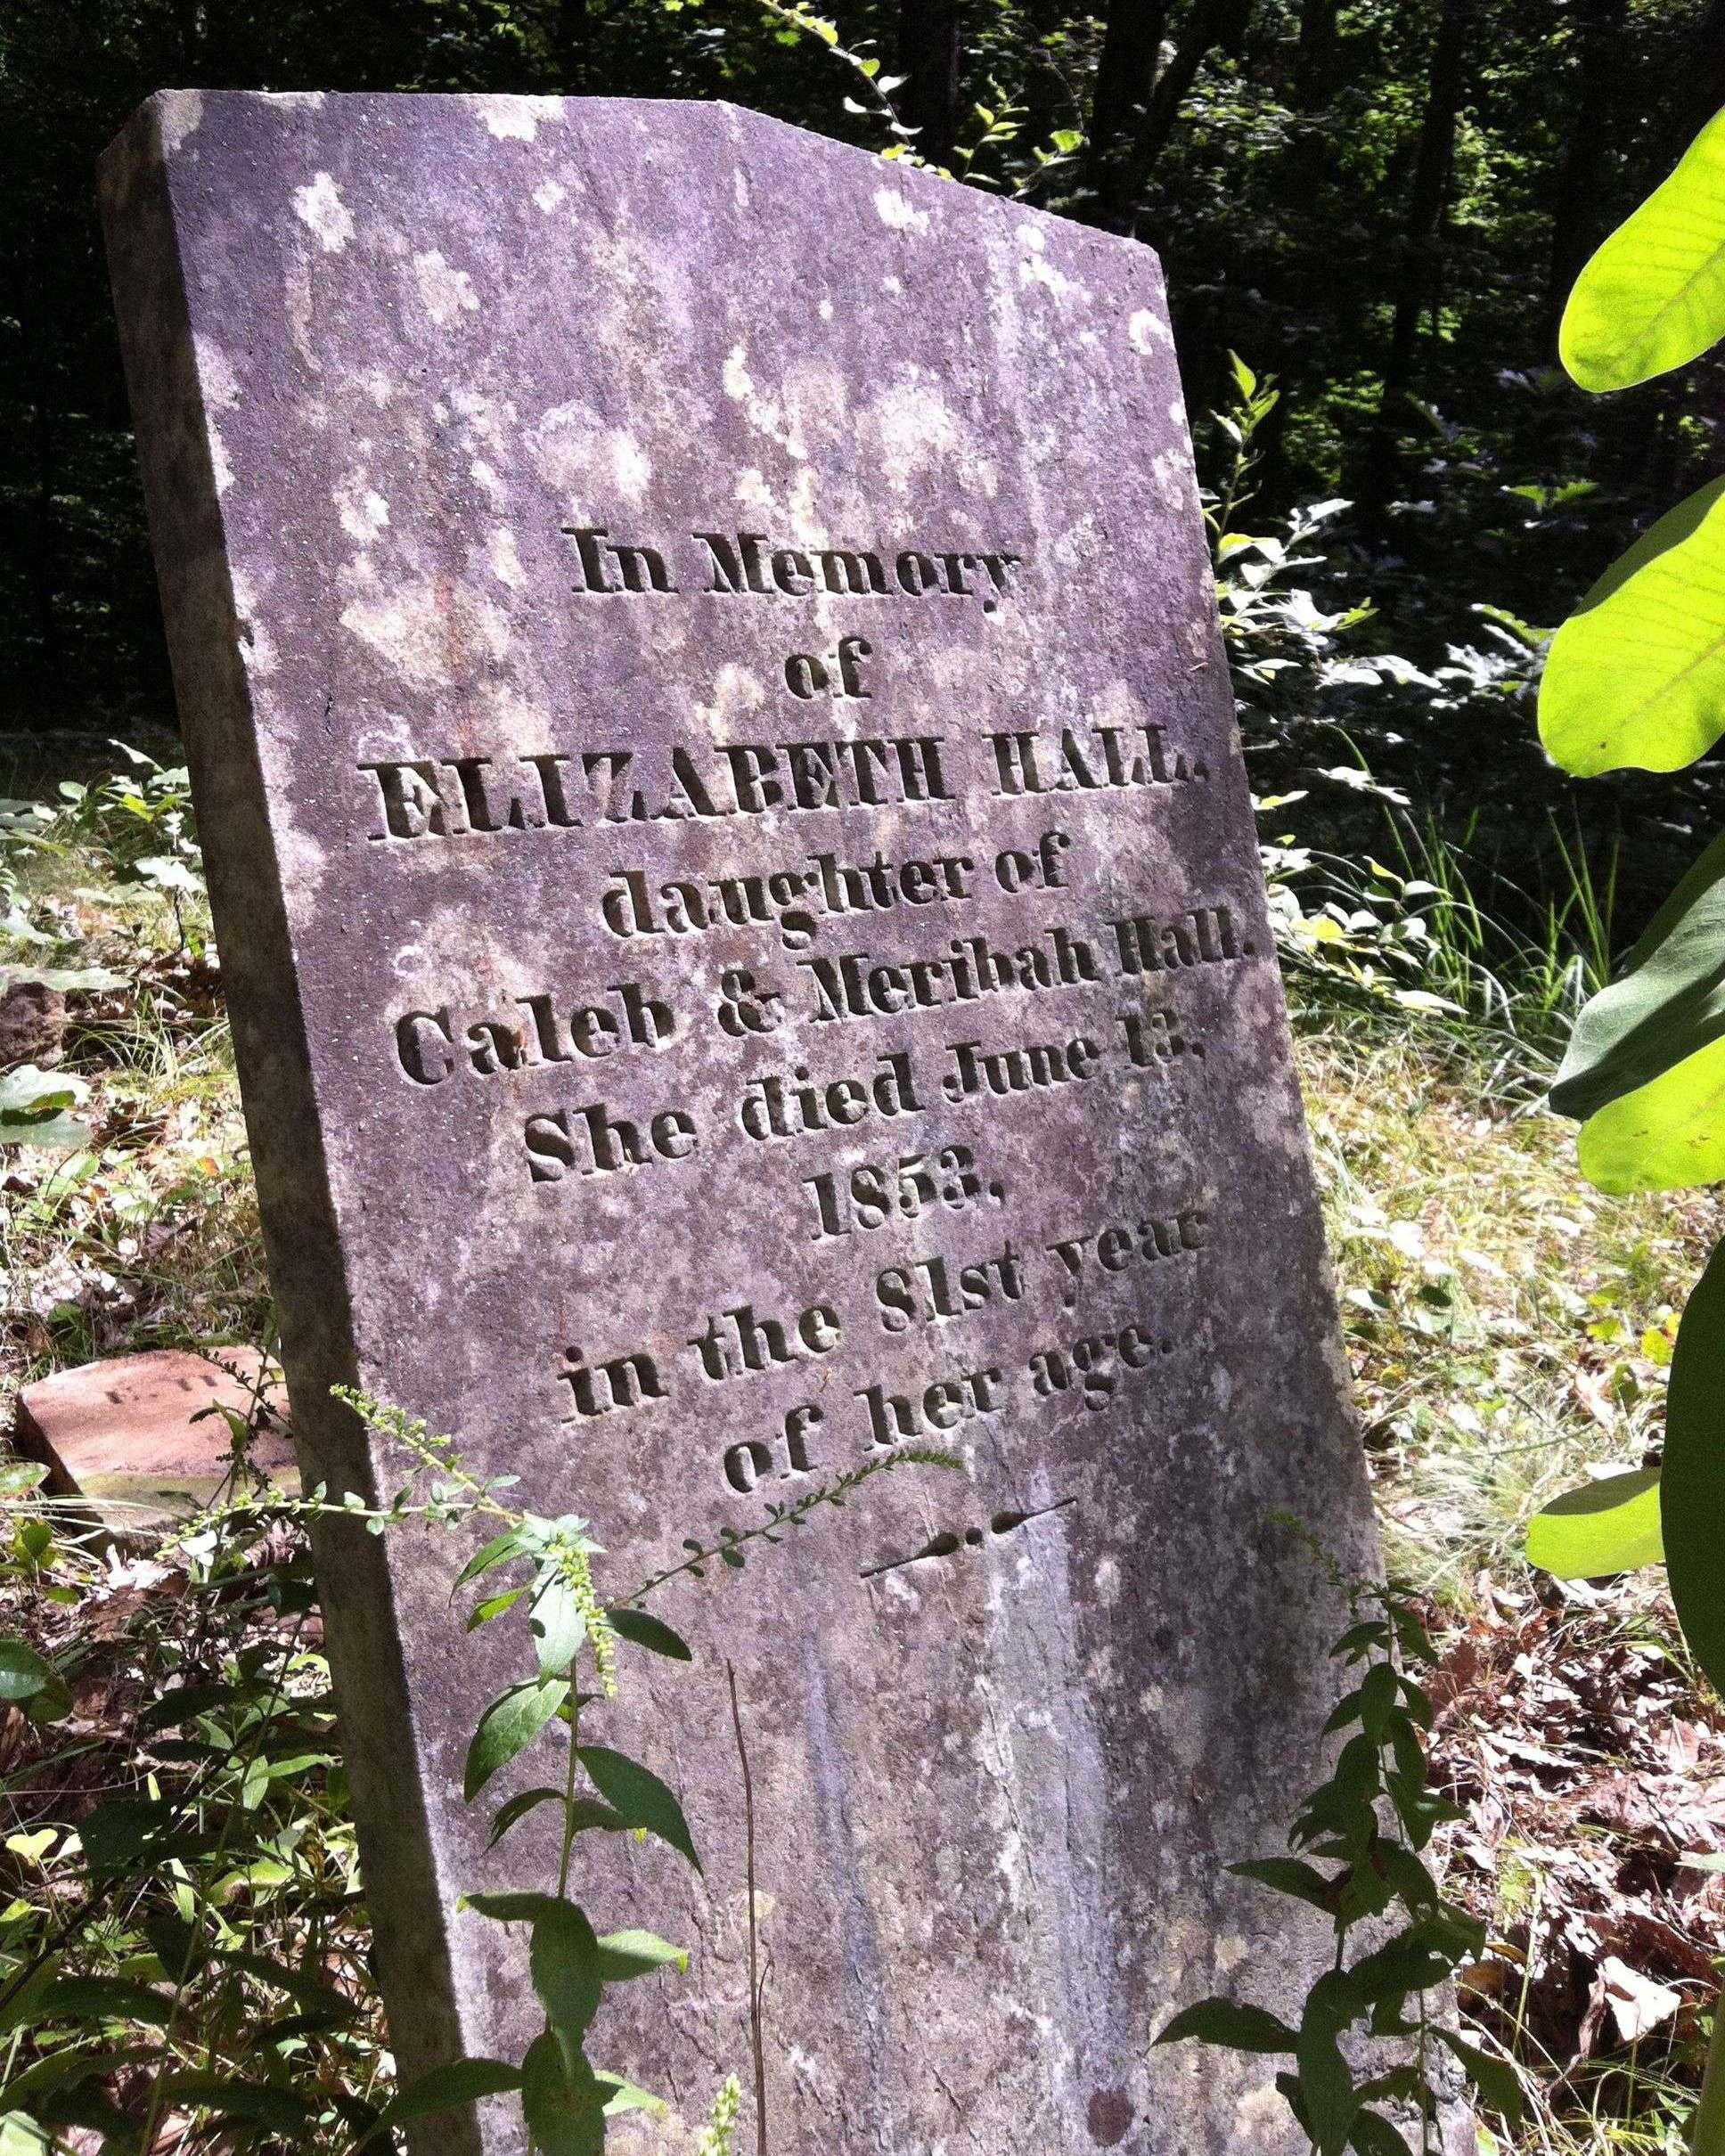 In Memory
of
ELIZABETH HALL.
daughter of
Caleb & Meribah Hall.
She died June 13,
1853,
in the 81st year
of her age.